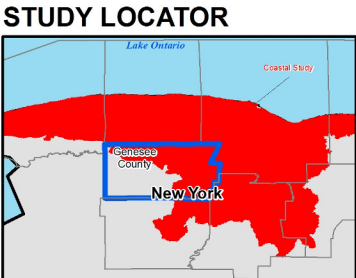 STUDY LOCATOR
Lake Ontario
Coastal Study
Genesee
County
New York